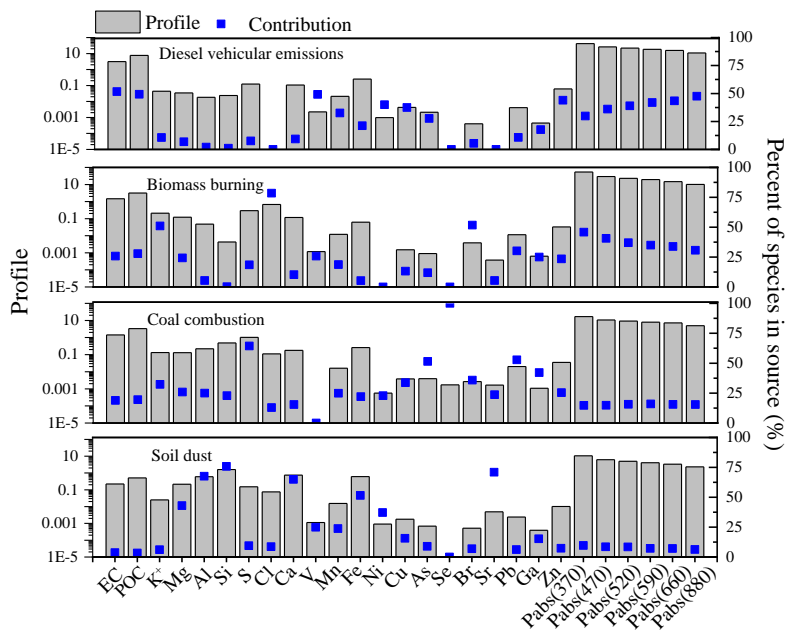 Profile Contribution
Diesel vehicular emissions
10
0.1
0.001
1E-5
100
75
50
25
0
Biomass burning
10
0.1
0.001
1E-5
100
75
50
25
0
Coal combustion
10
0.1
0.001
1E-5
100
75
50
25
0
Soil dust
10
0.1
0.001
1E-5
100
75
50
25
0
Profile
Percent of species in source (%)
EC
POC
K+
Mg
Al
Si
S
Cl
Ca
V
Mn
Fe
Ni
Cu
As
Se
Br
Sr
Pb
Ga
Zn
Pabs(370)
Pabs(470)
Pabs(520)
Pabs(590)
Pabs(660)
Pabs(880)